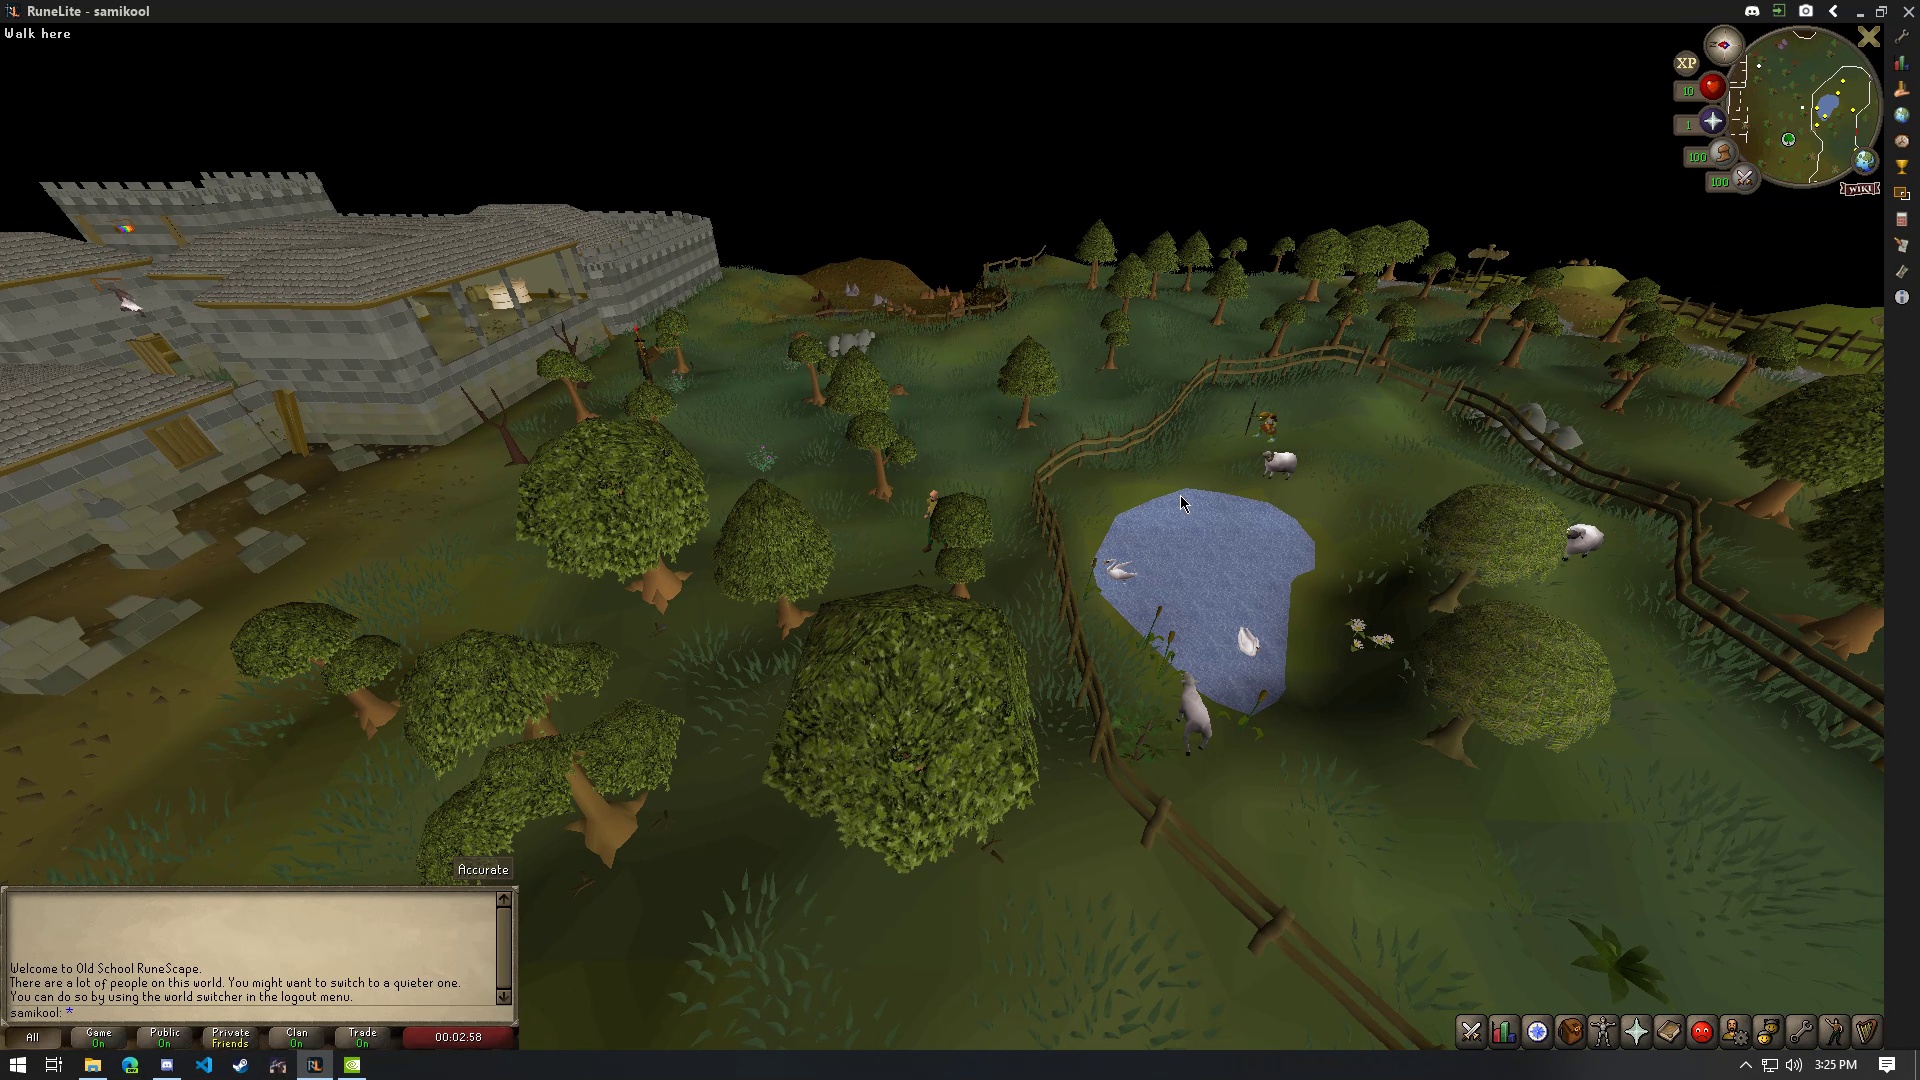 RuneLite - samikool
Walk here
XP
10
1
100
100
WIKI
Accurate
Welcome to Old School RuneScape.
There are a lot of people on this world. You might want to switch to a quieter one.
You can do so by using the world switcher in the logout menu.
samikool: *
All
Game
On
Public
On
Private
Friends
Clan
On
Trade
On
00:02:58
3:25 PM